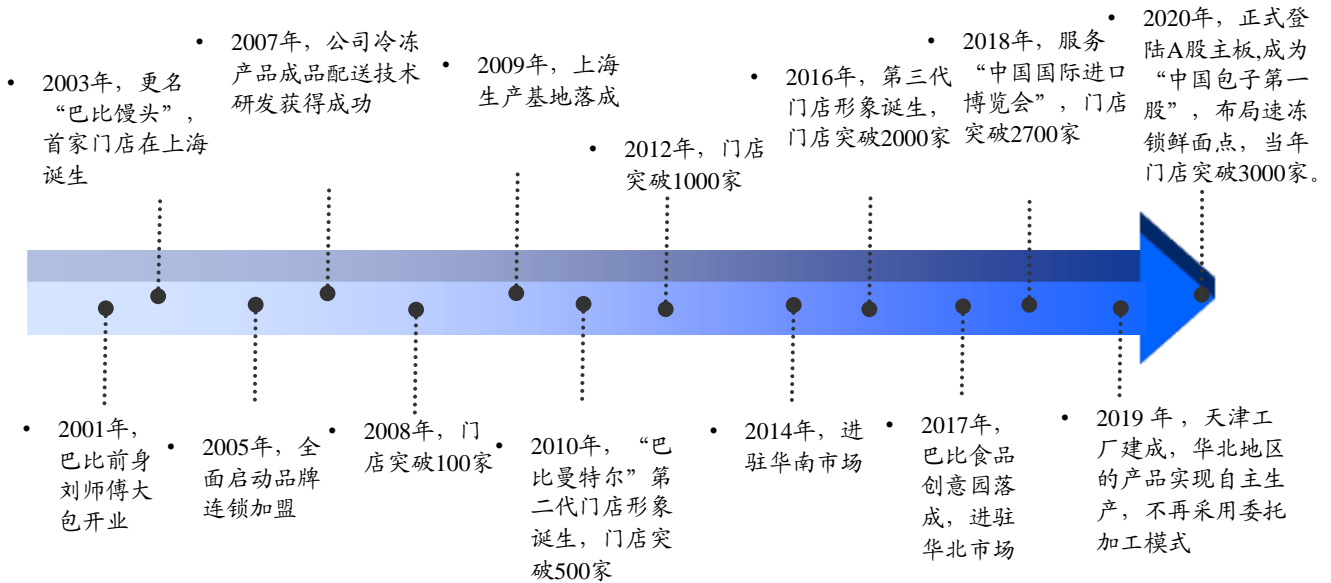 • 2003年，更名
“巴比馒头”，
首家门店在上海
诞生
• 2007年，公司冷冻
产品成品配送技术
研发获得成功
• 2009年，上海
生产基地落成
• 2012年，门店
突破1000家
• 2016年，第三代
门店形象诞生，
门店突破2000家
• 2018年，服务
“中国国际进口
博览会”，门店
突破2700家
• 2020年，正式登
陆A股主板,成为
“中国包子第一
股”，布局速冻
锁鲜面点，当年
门店突破3000家。
• 2001年，
巴比前身
刘师傅大
包开业
• 2005年，全
面启动品牌
连锁加盟
• 2008年，门
店突破100家
• 2010年，“巴
比曼特尔”第
二代门店形象
诞生，门店突
破500家
• 2014年，进
驻华南市场
• 2017年，
巴比食品
创意园落
成，进驻
华北市场
• 2019 年，天津工
厂建成，华北地区
的产品实现自主生
产，不再采用委托
加工模式